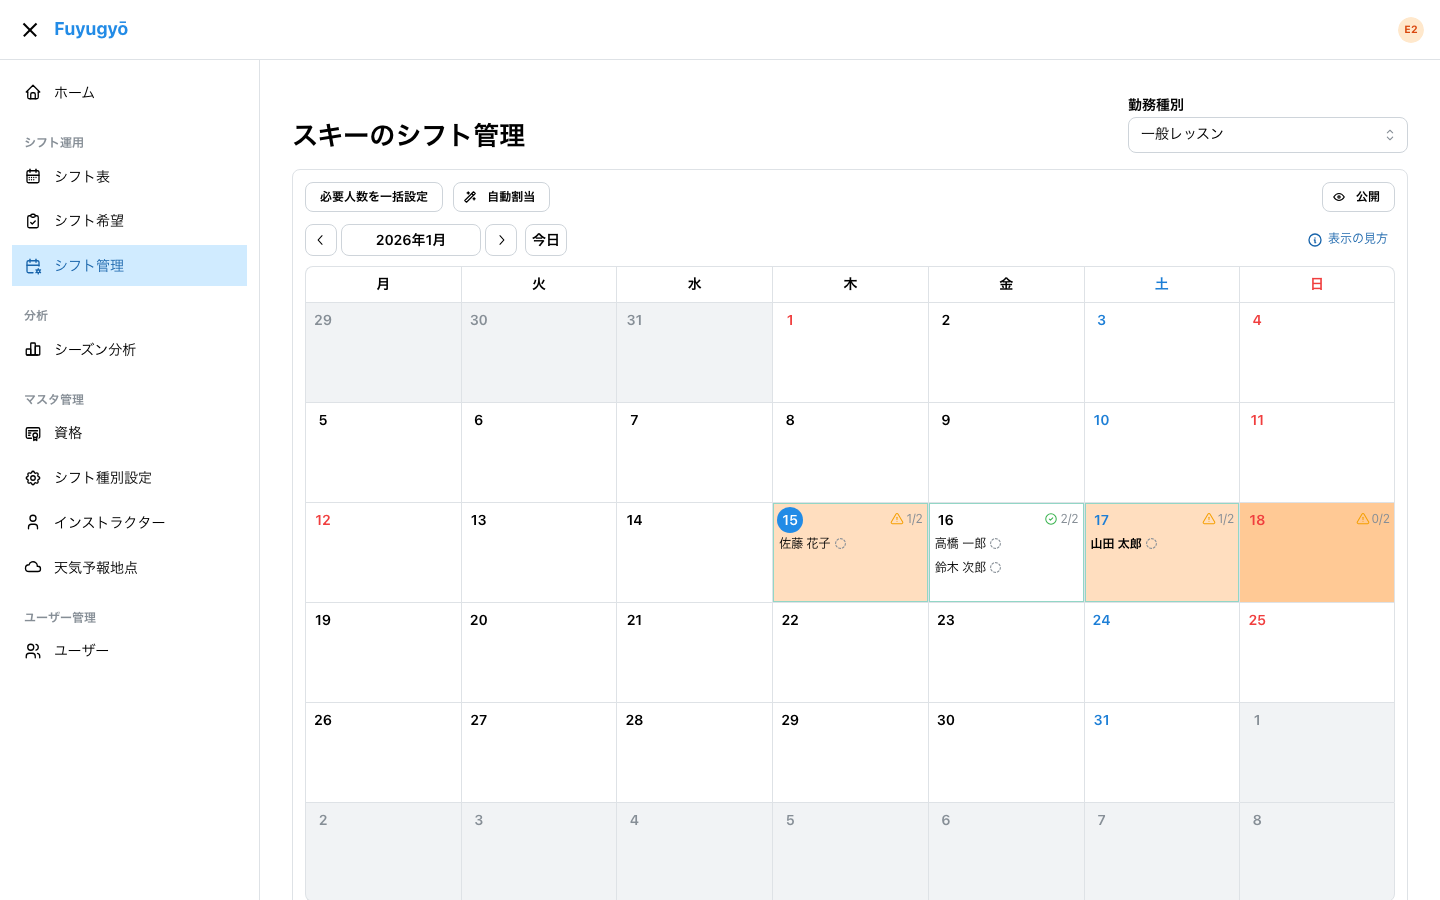 Fuyugyō
E2
ホーム
シフト運用
シフト表
シフト希望
シフト管理
分析
シーズン分析
マスタ管理
資格
シフト種別設定
インストラクター
天気予報地点
ユーザー管理
ユーザー
スキーのシフト管理
勤務種別
一般レッスン
必要人数を一括設定 自動割当 公開
2026年1月 今日 表示の見方
月 火 水 木 金 土 日
29 30 31 1 2 3 4
5 6 7 8 9 10 11
12 13 14 15 1/2 16 2/2 17 1/2 18 0/2
佐藤 花子 高橋 一郎 山田 太郎
鈴木 次郎
19 20 21 22 23 24 25
26 27 28 29 30 31 1
2 3 4 5 6 7 8